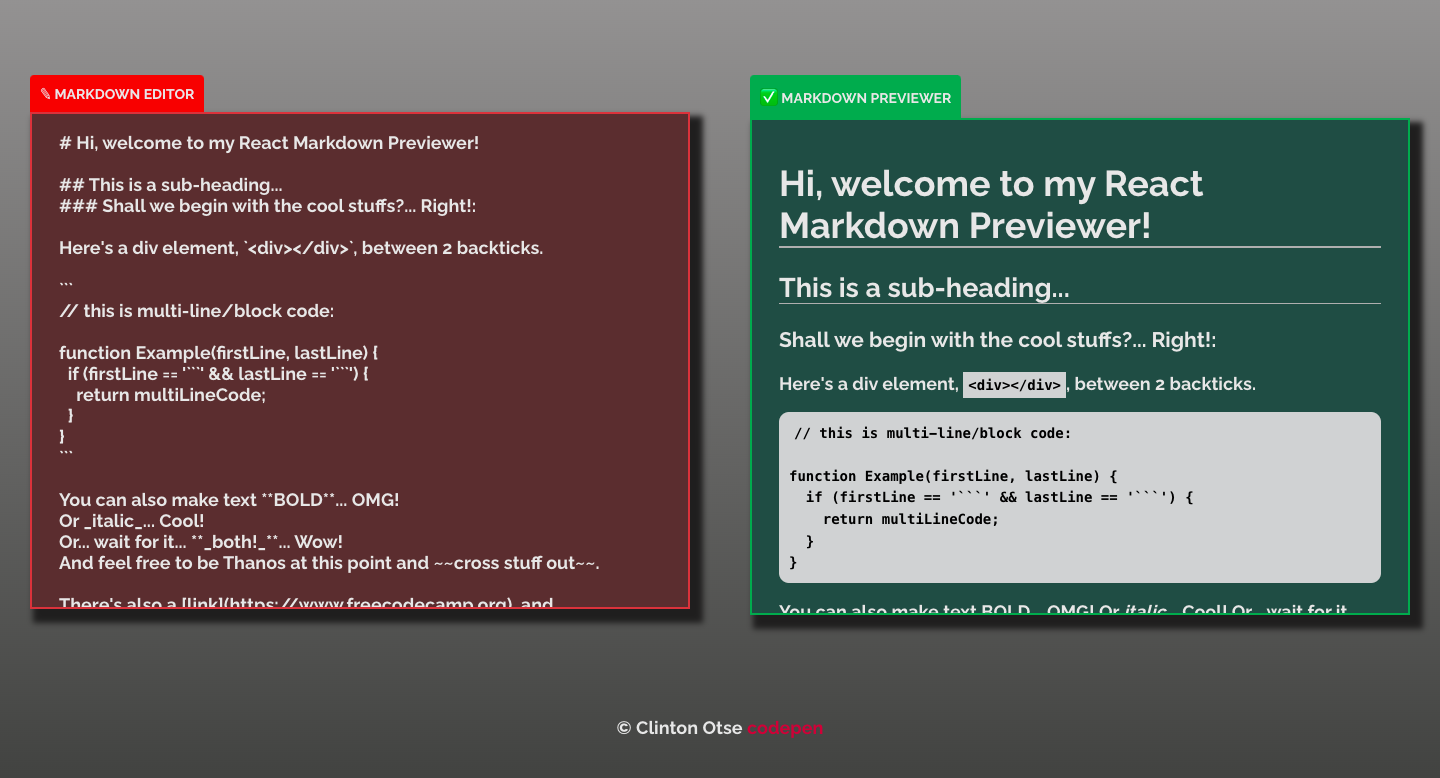 ✎ MARKDOWN EDITOR
# Hi, welcome to my React Markdown Previewer!
## This is a sub-heading...
### Shall we begin with the cool stuffs?... Right!:
Here's a div element, `<div></div>`, between 2 backticks.
```
// this is multi-line/block code:
function Example(firstLine, lastLine) {
  if (firstLine == '```' && lastLine == '```') {
    return multiLineCode;
  }
}
```
You can also make text **BOLD**... OMG!
Or _italic_... Cool!
Or... wait for it... **_both!_**... Wow!
And feel free to be Thanos at this point and ~~cross stuff out~~.
There's also a [link](https://www.freecodecamp.org), and
✅ MARKDOWN PREVIEWER
Hi, welcome to my React
Markdown Previewer!
This is a sub-heading...
Shall we begin with the cool stuffs?... Right!:
Here's a div element, <div></div>, between 2 backticks.
// this is multi-line/block code:
function Example(firstLine, lastLine) {
  if (firstLine == '```' && lastLine == '```') {
    return multiLineCode;
  }
}
You can also make text BOLD... OMG! Or italic... Cool! Or... wait for it...
© Clinton Otse codepen